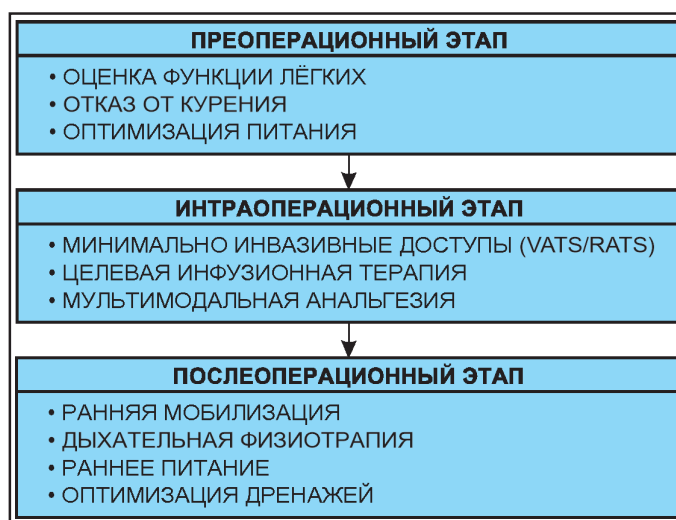 ПРЕОПЕРАЦИОННЫЙ ЭТАП
• ОЦЕНКА ФУНКЦИИ ЛЁГКИХ
• ОТКАЗ ОТ КУРЕНИЯ
• ОПТИМИЗАЦИЯ ПИТАНИЯ
ИНТРАОПЕРАЦИОННЫЙ ЭТАП
• МИНИМАЛЬНО ИНВАЗИВНЫЕ ДОСТУПЫ (VATS/RATS)
• ЦЕЛЕВАЯ ИНФУЗИОННАЯ ТЕРАПИЯ
• МУЛЬТИМОДАЛЬНАЯ АНАЛЬГЕЗИЯ
ПОСЛЕОПЕРАЦИОННЫЙ ЭТАП
• РАННЯЯ МОБИЛИЗАЦИЯ
• ДЫХАТЕЛЬНАЯ ФИЗИОТРАПИЯ
• РАННЕЕ ПИТАНИЕ
• ОПТИМИЗАЦИЯ ДРЕНАЖЕЙ